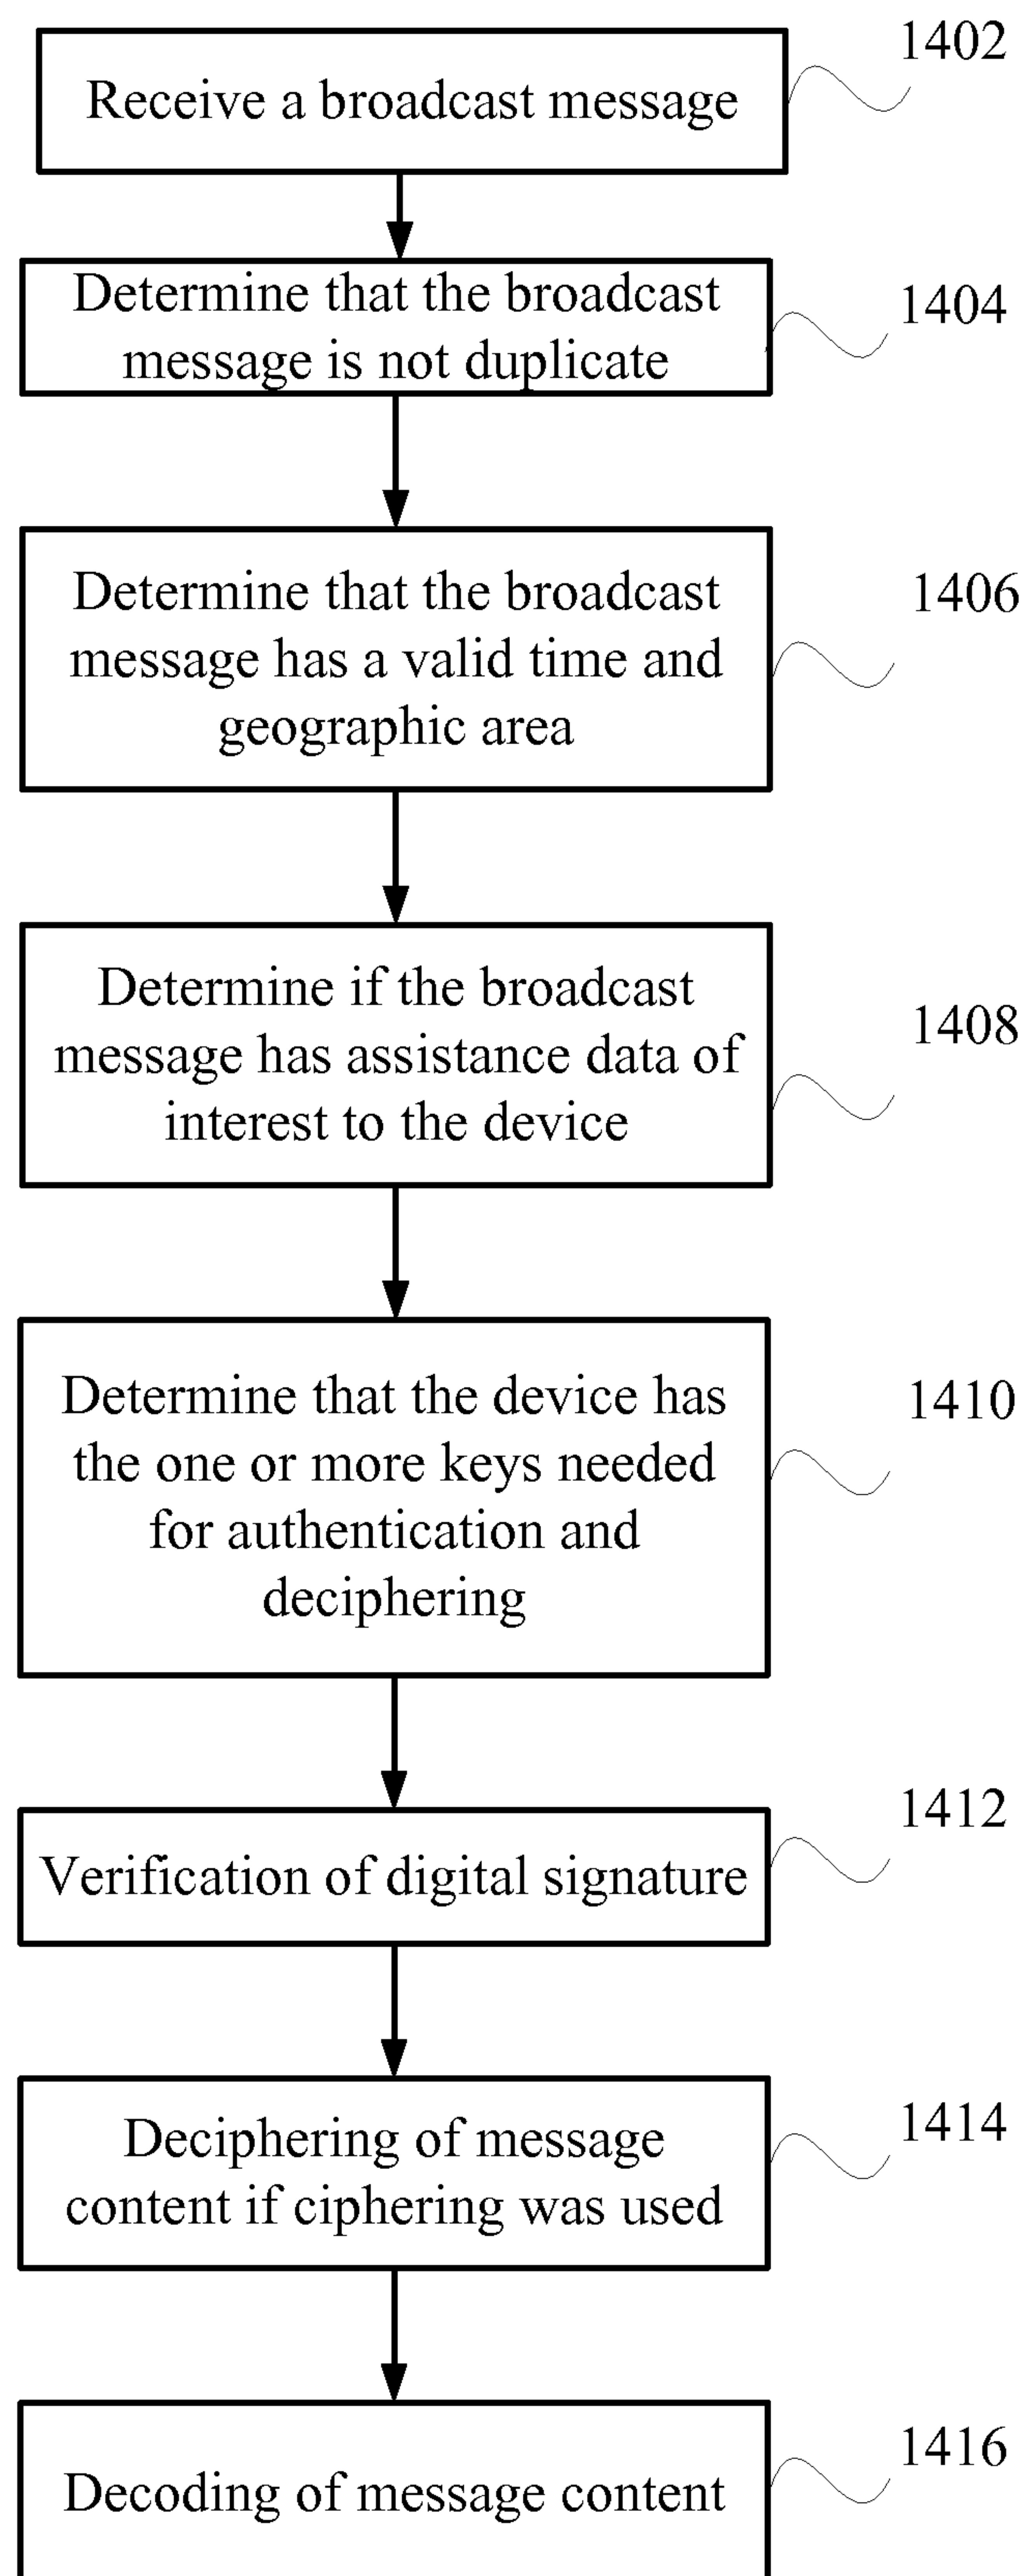 1402
Receive a broadcast message
1404
Determine that the broadcast
message is not duplicate
1406
Determine that the broadcast
message has a valid time and
geographic area
1408
Determine if the broadcast
message has assistance data of
interest to the device
1410
Determine that the device has
the one or more keys needed
for authentication and
deciphering
1412
Verification of digital signature
1414
Deciphering of message
content if ciphering was used
1416
Decoding of message content